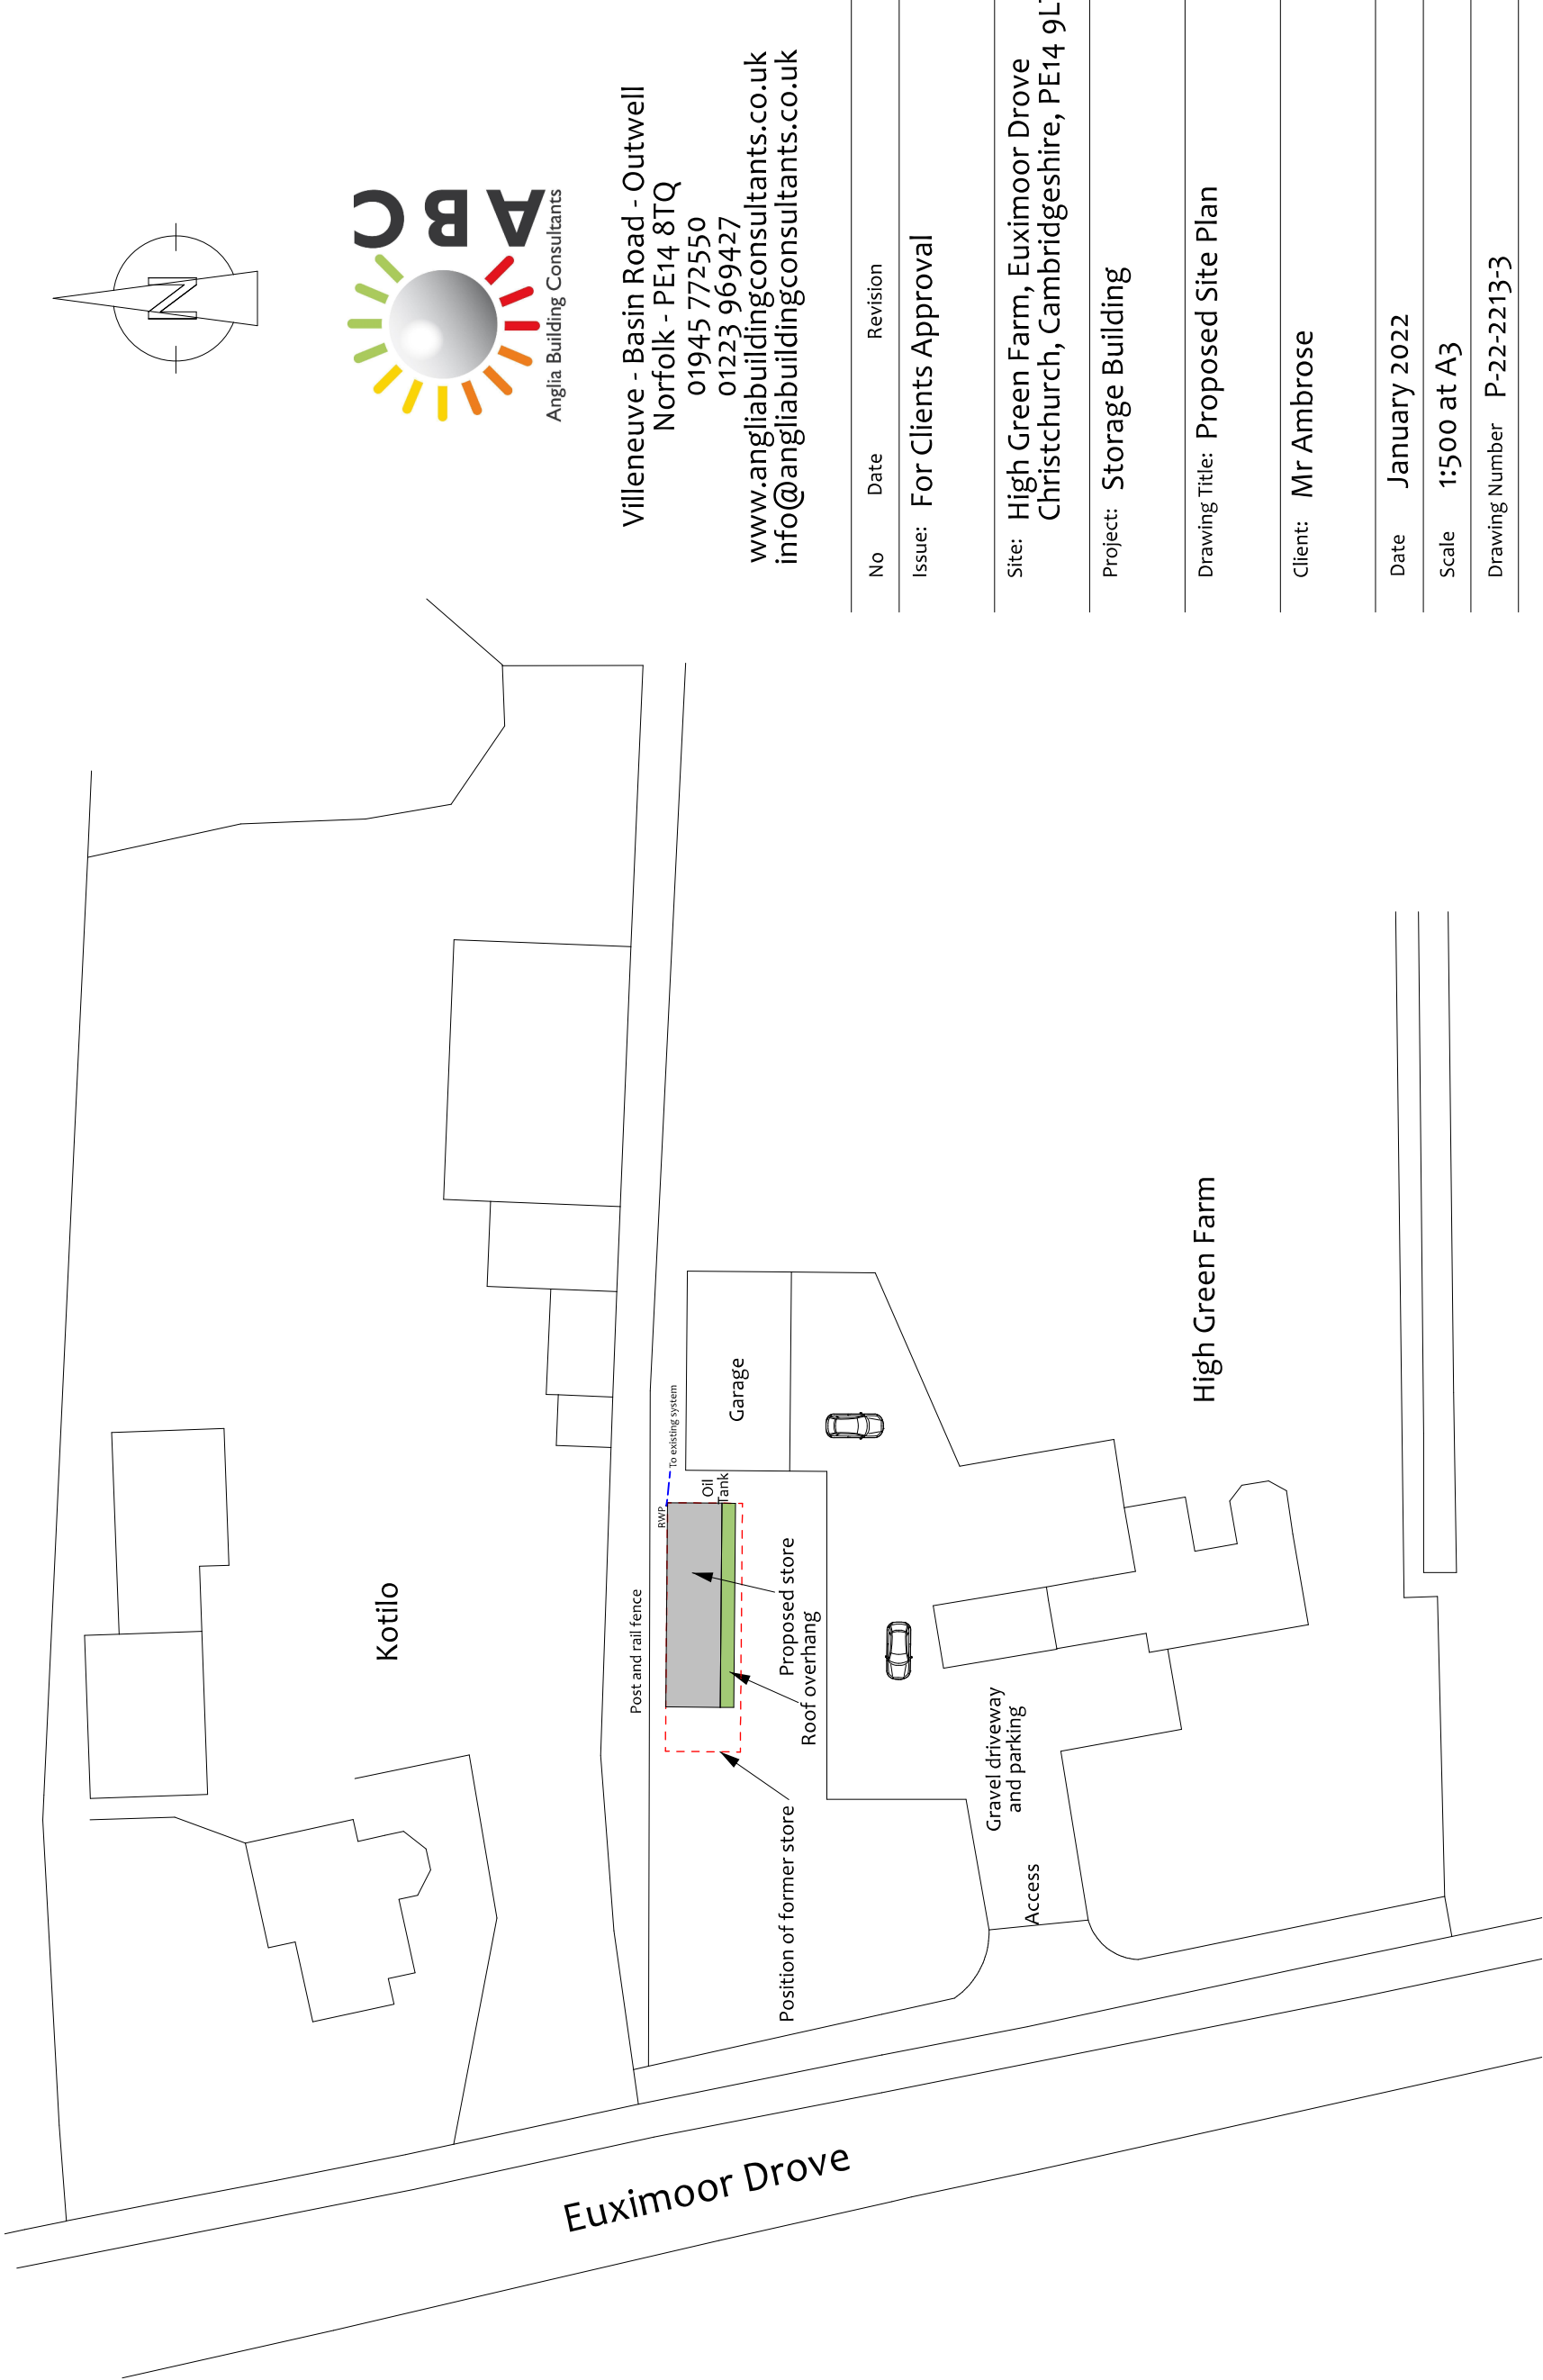 N
A B C
Anglia Building Consultants
Villeneuve - Basin Road - Outwell
Norfolk - PE14 8TQ
01945 772550
01223 969427
www.angliabuildingconsultants.co.uk
info@angliabuildingconsultants.co.uk
No Date Revision
Issue: For Clients Approval
Site: High Green Farm, Euximoor Drove
Christchurch, Cambridgeshire, PE14 9L
Project: Storage Building
Drawing Title: Proposed Site Plan
Client: Mr Ambrose
Date January 2022
Scale 1:500 at A3
Drawing Number P-22-2213-3
Kotilo
Post and rail fence
RWP
To existing system
Oil
Tank
Garage
Proposed store
Roof overhang
Position of former store
Gravel driveway
and parking
Access
High Green Farm
Euximoor Drove